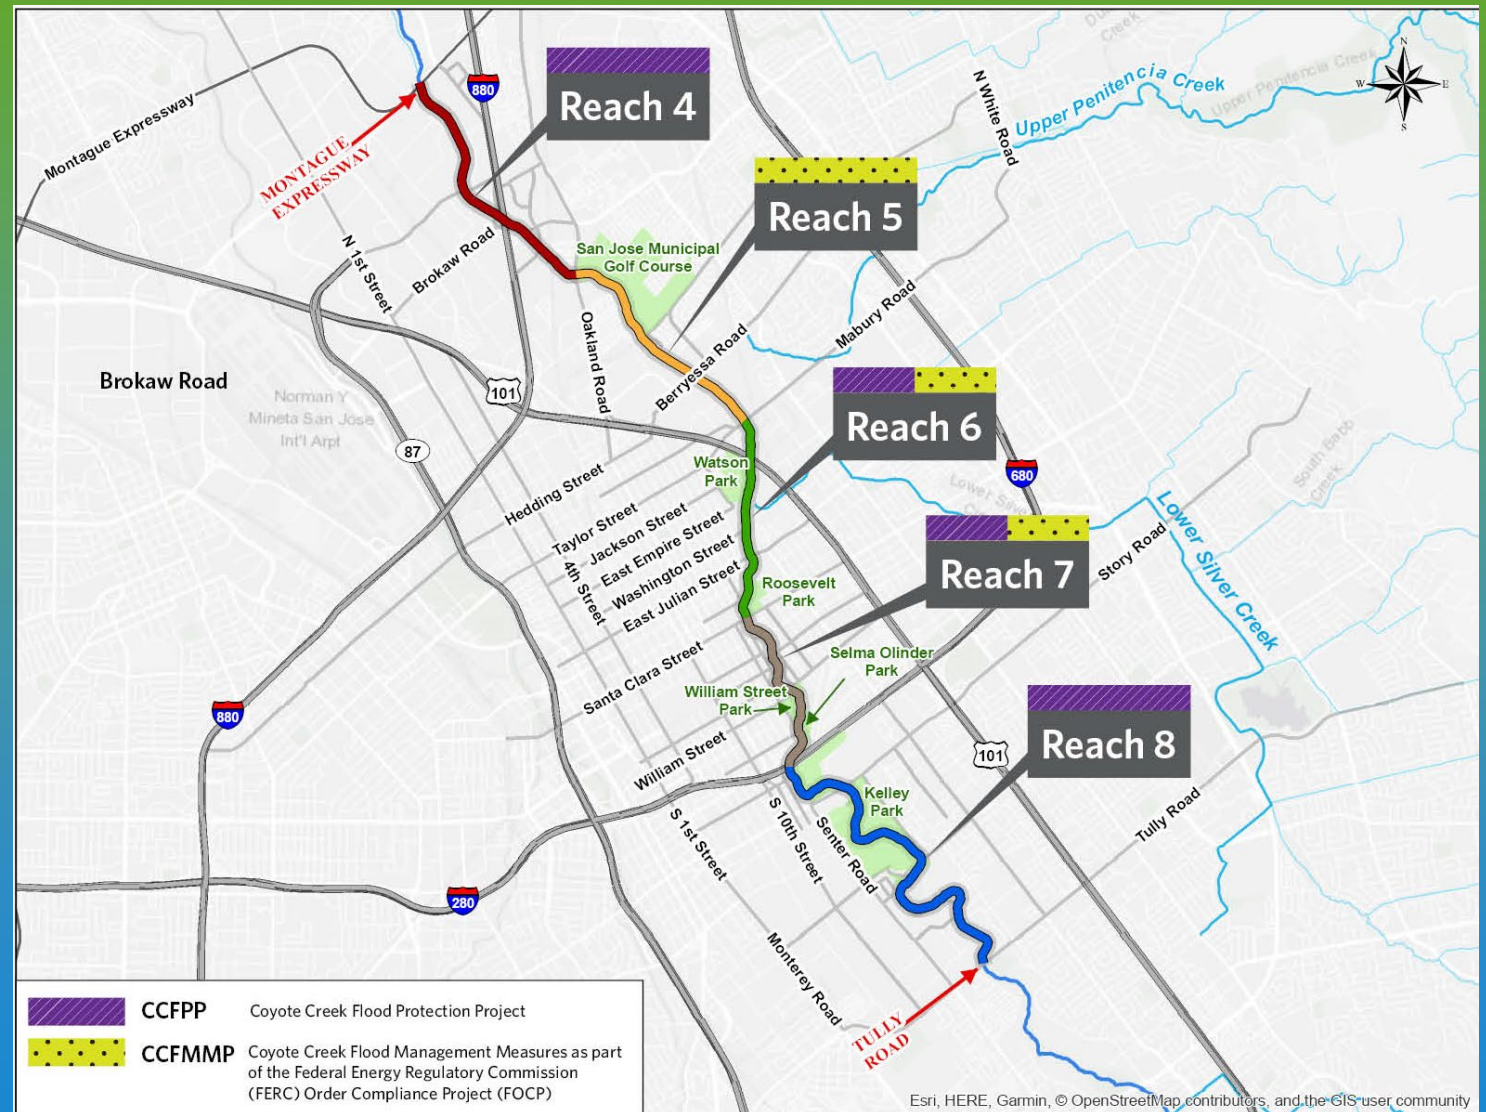 Reach 4
Reach 5
Reach 6
Reach 7
Reach 8
N
W
E
S
880
Montague Expressway
MONTAGUE
EXPRESSWAY
N White Road
Upper Penitencia Creek
Upper Penitencia Creek
Creek
N 1st Street
Brokaw Road
San Jose Municipal
Golf Course
Oakland Road
Berryessa Road
Mabury Road
Brokaw Road
Norman Y
Mineta San Jose
Int'l Arpt
101
87
680
Watson
Park
Hedding Street
Taylor Street
Jackson Street
East Empire Street
Washington Street
East Julian Street
4th Street
South Babb
Creek
Lower Silver Creek
Story Road
Roosevelt
Park
Santa Clara Street
Selma Olinder
Park
William Street
Park
880
William Street
101
Kelley
Park
Tully Road
S 1st Street
S 10th Street
Senter Road
280
Monterey Road
TULLY
ROAD
CCFPP Coyote Creek Flood Protection Project
CCFMMP Coyote Creek Flood Management Measures as part
of the Federal Energy Regulatory Commission
(FERC) Order Compliance Project (FOCP)
Esri, HERE, Garmin, © OpenStreetMap contributors, and the GIS user community